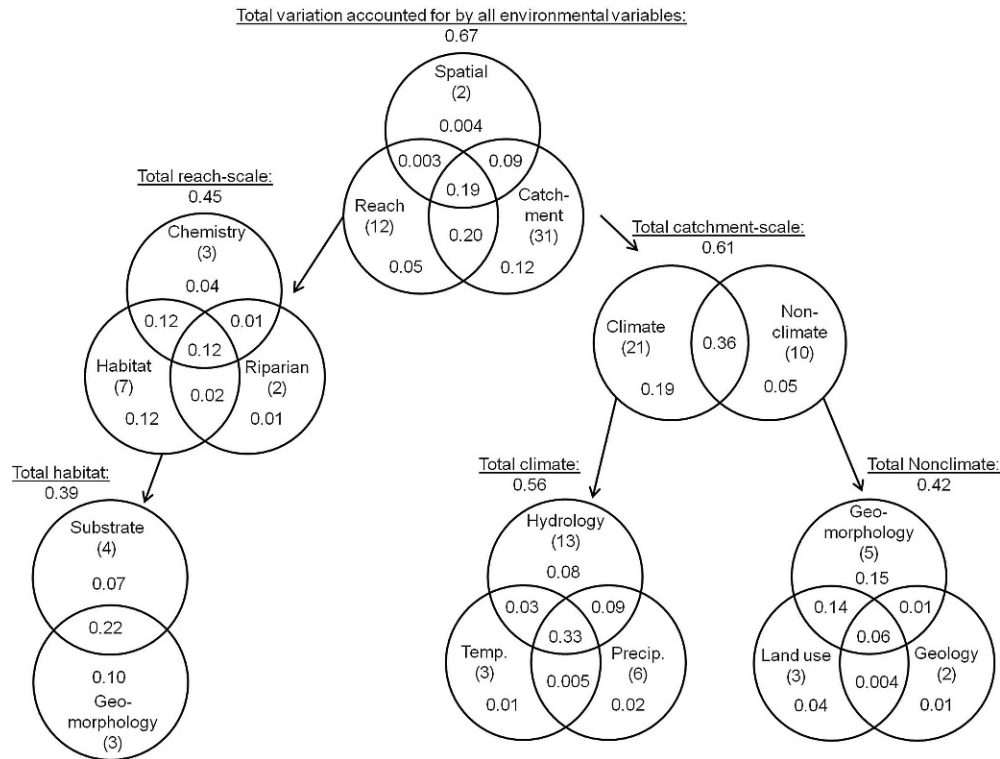 Total variation accounted for by all environmental variables:
0.67
Spatial
(2)
0.004
0.003
0.09
0.19
Reach
(12)
Catch-
ment
(31)
0.20
0.05
0.12
Total reach-scale:
0.45
Chemistry
(3)
0.04
0.12
0.01
0.12
Habitat
(7)
Riparian
(2)
0.02
0.12
0.01
Total catchment-scale:
0.61
Climate
(21)
0.36
Non-
climate
(10)
0.19
0.05
Total habitat:
0.39
Substrate
(4)
0.07
0.22
0.10
Geo-
morphology
(3)
Total climate:
0.56
Hydrology
(13)
0.08
0.03
0.09
0.33
Temp.
(3)
Precip.
(6)
0.005
0.01
0.02
Total Nonclimate:
0.42
Geo-
morphology
(5)
0.15
0.14
0.01
0.06
Land use
(3)
Geology
(2)
0.004
0.04
0.01